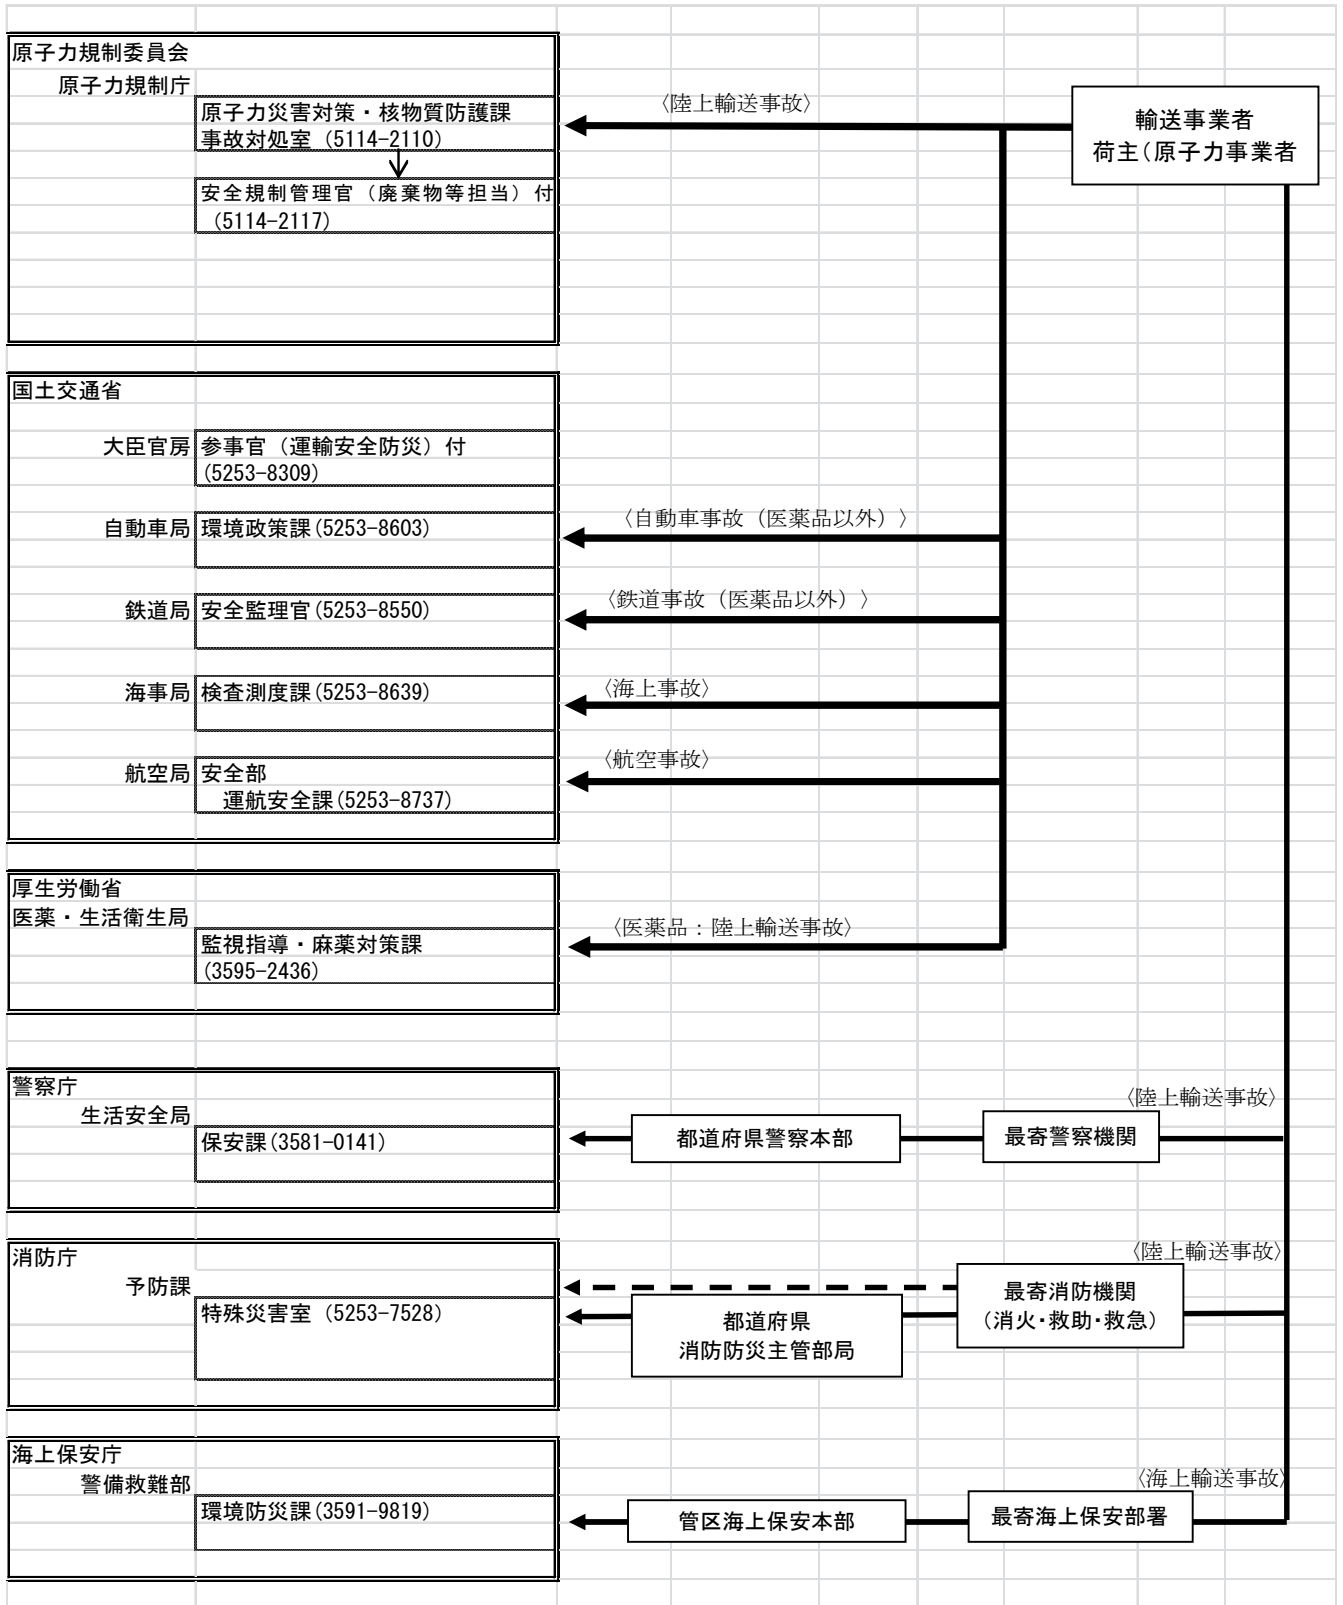 原子力規制委員会
原子力規制庁
原子力災害対策・核物質防護課
事故対処室 (5114-2110)
安全規制管理官（廃棄物等担当）付
(5114-2117)
〈陸上輸送事故〉
輸送事業者
荷主(原子力事業者
国土交通省
大臣官房
参事官（運輸安全防災）付
(5253-8309)
自動車局
環境政策課(5253-8603)
〈自動車事故（医薬品以外）〉
鉄道局
安全監理官(5253-8550)
〈鉄道事故（医薬品以外）〉
海事局
検査測度課(5253-8639)
〈海上事故〉
航空局
安全部
運航安全課(5253-8737)
〈航空事故〉
厚生労働省
医薬・生活衛生局
監視指導・麻薬対策課
(3595-2436)
〈医薬品：陸上輸送事故〉
警察庁
生活安全局
保安課(3581-0141)
都道府県警察本部
最寄警察機関
〈陸上輸送事故〉
消防庁
予防課
特殊災害室 (5253-7528)
都道府県
消防防災主管部局
最寄消防機関
(消火・救助・救急)
〈陸上輸送事故〉
海上保安庁
警備救難部
環境防災課(3591-9819)
管区海上保安本部
最寄海上保安部署
〈海上輸送事故〉